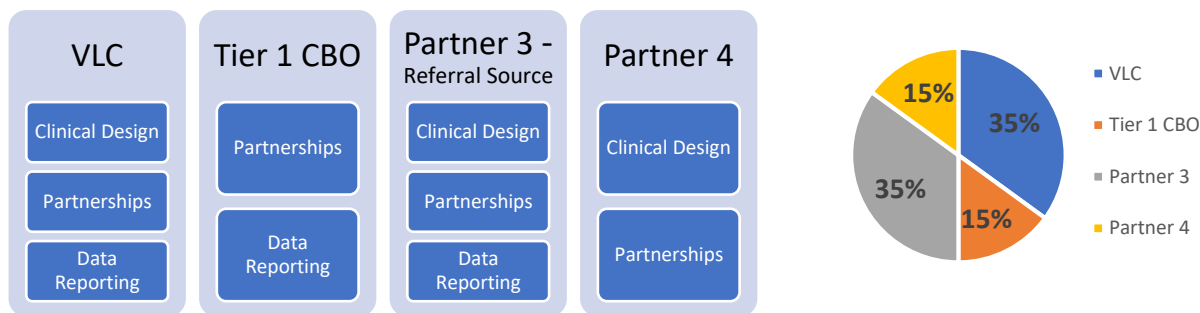 VLC
Clinical Design
Partnerships
Data
Reporting
Tier 1 CBO
Partnerships
Data
Reporting
Partner 3 -
Referral Source
Clinical Design
Partnerships
Data
Reporting
Partner 4
Clinical Design
Partnerships
15%
35%
35%
15%
VLC
Tier 1 CBO
Partner 3
Partner 4